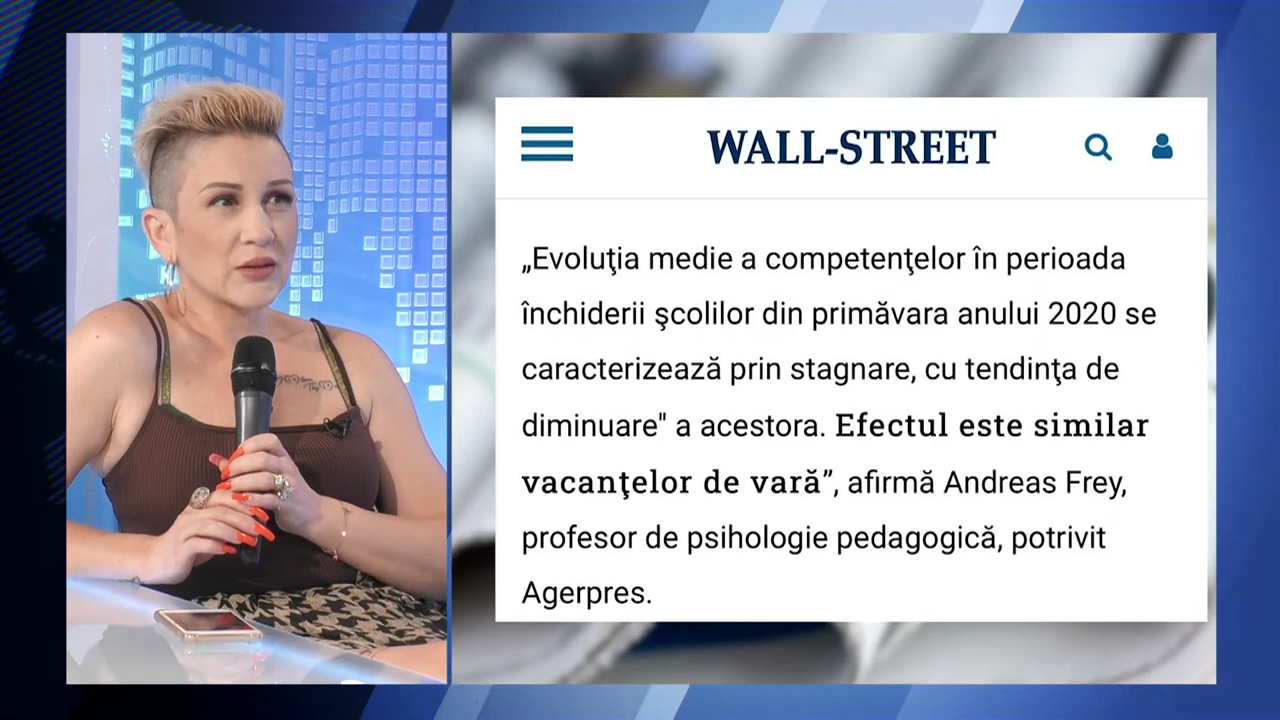 WALL-STREET
„Evoluţia medie a competenţelor în perioada
închiderii şcolilor din primăvara anului 2020 se
caracterizează prin stagnare, cu tendinţa de
diminuare" a acestora. Efectul este similar
vacanţelor de vară”, afirmă Andreas Frey,
profesor de psihologie pedagogică, potrivit
Agerpres.